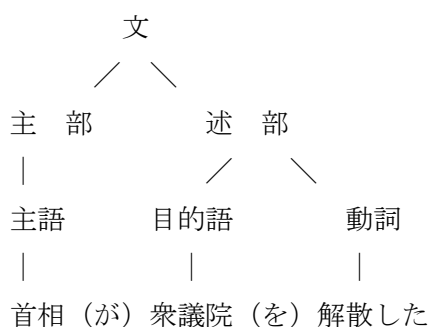 文
主 部 述 部
主語 目的語 動詞
首相(が)衆議院(を)解散した